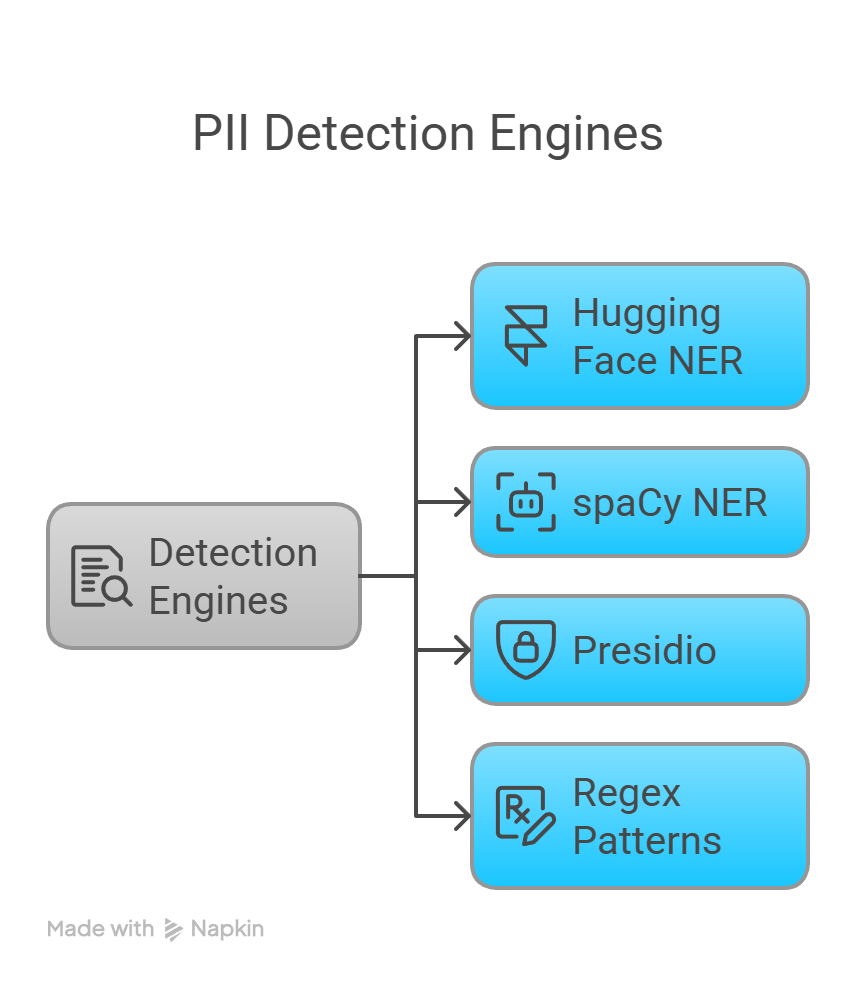 PII Detection Engines
Hugging
Face NER
spaCy NER
Detection
Engines
Presidio
Regex
Patterns
Made with Napkin